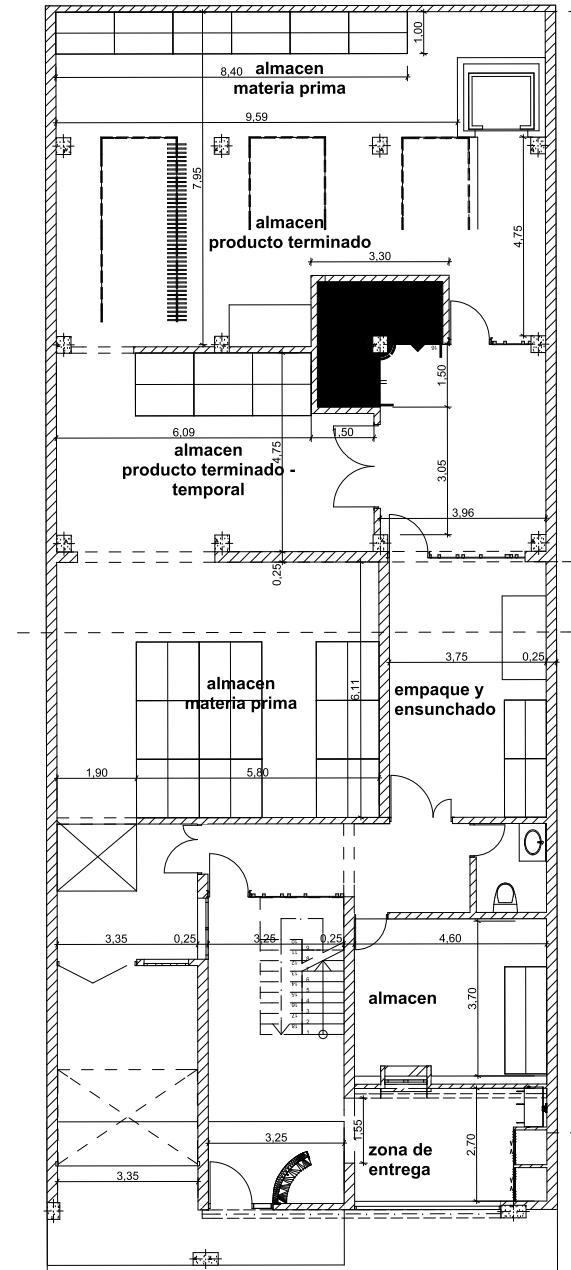 1,00
8,40
almacen
materia prima
9,59
7,95
almacen
producto terminado
4,75
3,30
1,50
6,09
1,50
almacen
producto terminado -
temporal
4,75
3,05
3,96
0,25
3,75
0,25
almacen
materia prima
6,11
empaque y
ensunchado
1,90
5,80
3,35
0,25
3,25
0,25
4,60
almacen
3,70
1,55
3,25
zona de
entrega
2,70
3,35